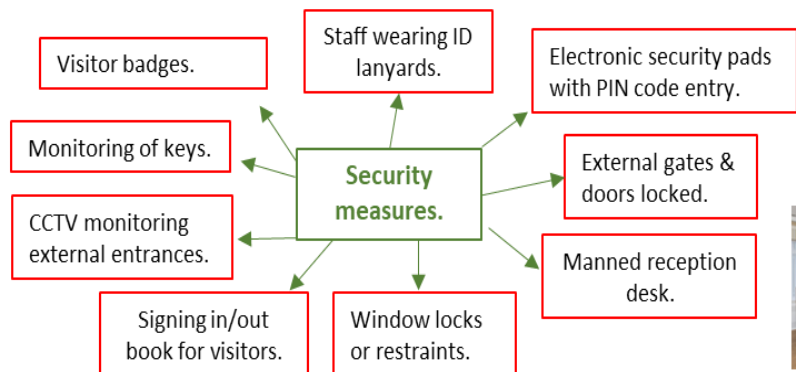 Staff wearing ID
lanyards.
Visitor badges.
Electronic security pads
with PIN code entry.
Monitoring of keys.
Security
measures.
External gates &
doors locked.
CCTV monitoring
external entrances.
Manned reception
desk.
Signing in/out
book for visitors.
Window locks
or restraints.